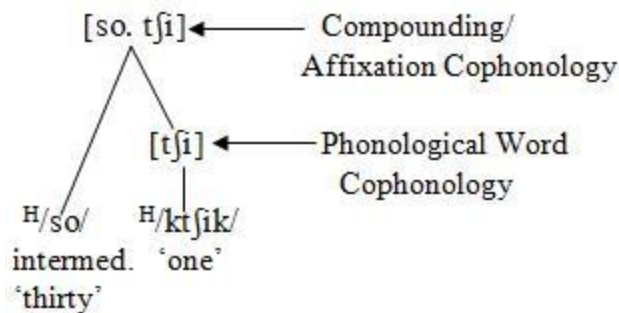 [so. tʃi] Compounding/
Affixation Cophonology
[tʃi] Phonological Word
Cophonology
ᴴ/so/ ᴴ/ktʃik/
intermed. ‘one’
‘thirty’